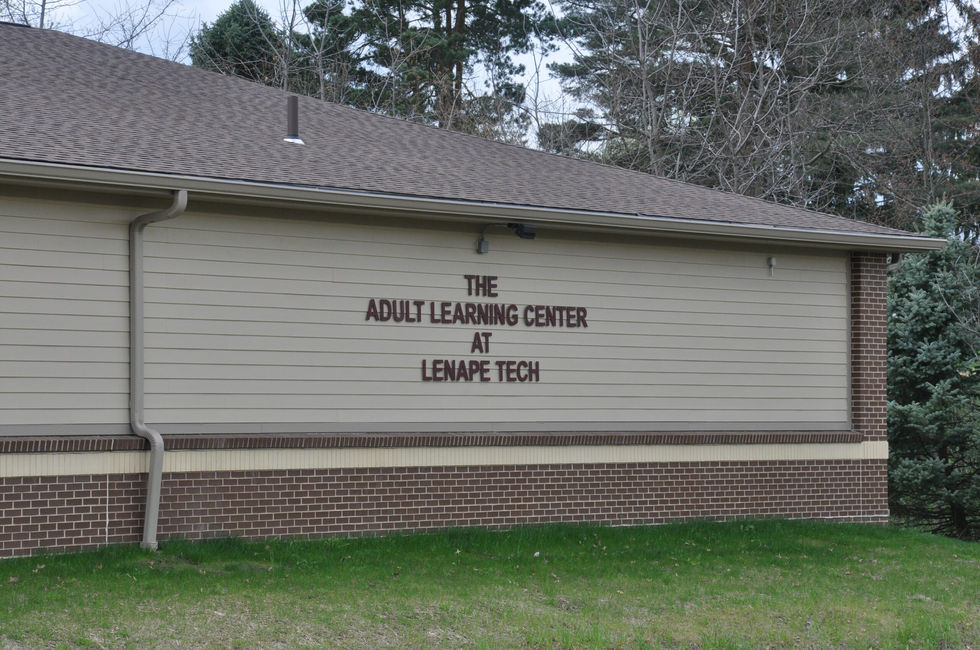 THE
ADULT LEARNING CENTER
AT
LENAPE TECH